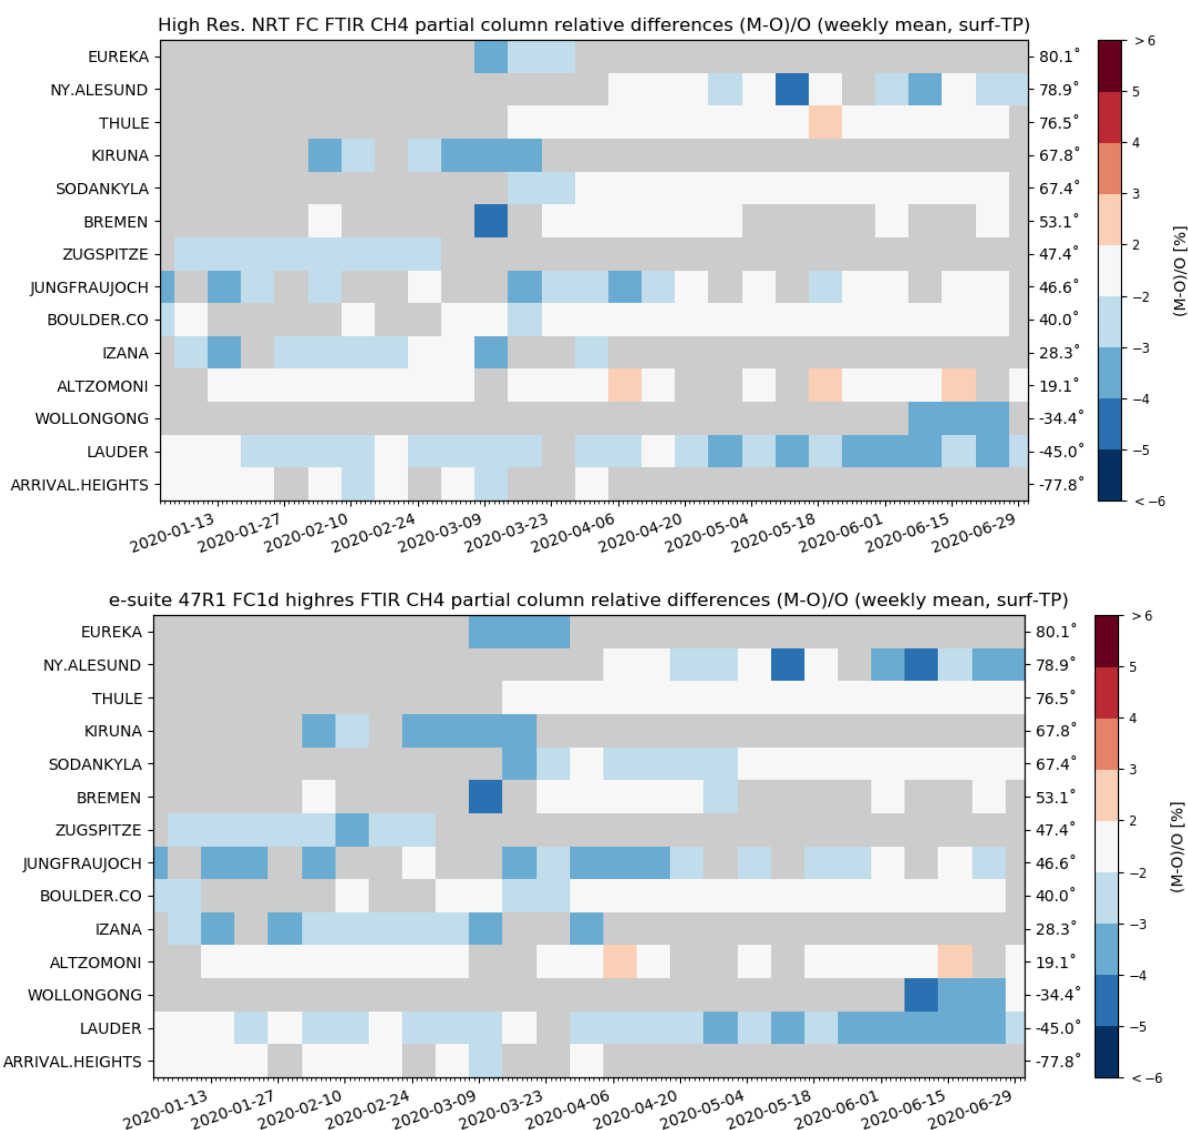 High Res. NRT FC FTIR CH4 partial column relative differences (M-O)/O (weekly mean, surf-TP)
EUREKA 80.1˚
NY.ALESUND 78.9˚
THULE 76.5˚
KIRUNA 67.8˚
SODANKYLA 67.4˚
BREMEN 53.1˚
ZUGSPITZE 47.4˚
JUNGFRAUJOCH 46.6˚
BOULDER.CO 40.0˚
IZANA 28.3˚
ALTZOMONI 19.1˚
WOLLONGONG -34.4˚
LAUDER -45.0˚
ARRIVAL.HEIGHTS -77.8˚
2020-01-13 2020-01-27 2020-02-10 2020-02-24 2020-03-09 2020-03-23 2020-04-06 2020-04-20 2020-05-04 2020-05-18 2020-06-01 2020-06-15 2020-06-29
>6
5
4
3
2
−2
−3
−4
−5
<−6
(M-O)/O [%]
e-suite 47R1 FC1d highres FTIR CH4 partial column relative differences (M-O)/O (weekly mean, surf-TP)
EUREKA 80.1˚
NY.ALESUND 78.9˚
THULE 76.5˚
KIRUNA 67.8˚
SODANKYLA 67.4˚
BREMEN 53.1˚
ZUGSPITZE 47.4˚
JUNGFRAUJOCH 46.6˚
BOULDER.CO 40.0˚
IZANA 28.3˚
ALTZOMONI 19.1˚
WOLLONGONG -34.4˚
LAUDER -45.0˚
ARRIVAL.HEIGHTS -77.8˚
2020-01-13 2020-01-27 2020-02-10 2020-02-24 2020-03-09 2020-03-23 2020-04-06 2020-04-20 2020-05-04 2020-05-18 2020-06-01 2020-06-15 2020-06-29
>6
5
4
3
2
−2
−3
−4
−5
<−6
(M-O)/O [%]